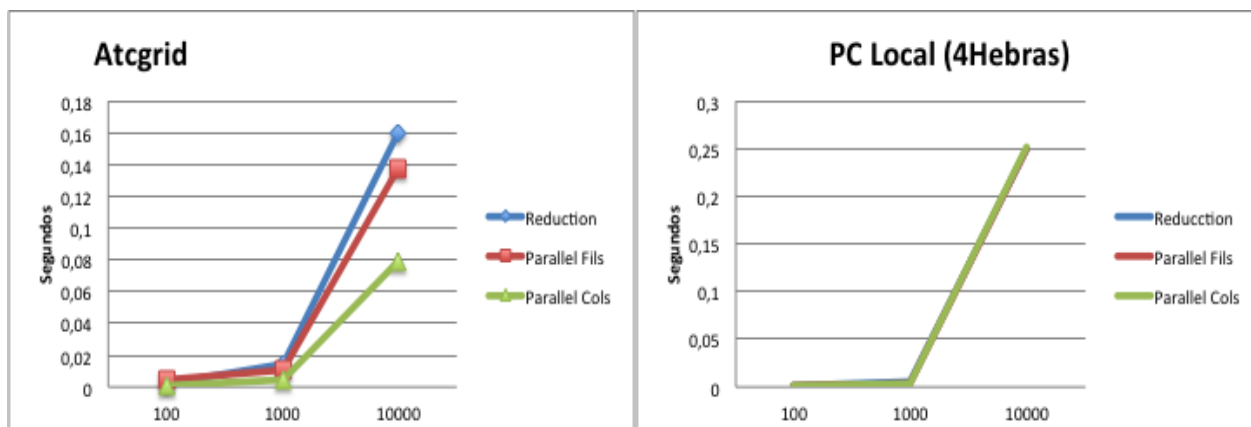 Atcgrid
Segundos
0,18
0,16
0,14
0,12
0,1
0,08
0,06
0,04
0,02
0
100 1000 10000
Reduction
Parallel Fils
Parallel Cols
PC Local (4Hebras)
Segundos
0,3
0,25
0,2
0,15
0,1
0,05
0
100 1000 10000
Reducction
Parallel Fils
Parallel Cols